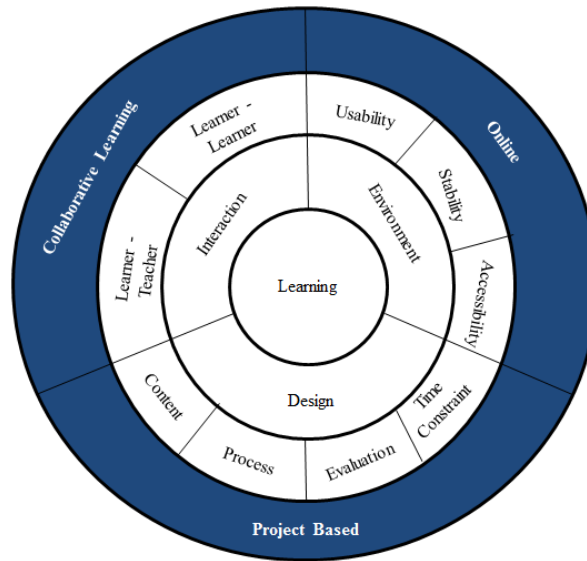 Collaborative Learning
Online
Project Based
Learner -
Learner
Usability
Stability
Accessibility
Learner -
Teacher
Content
Process
Evaluation
Time
Constraint
Interaction
Environment
Design
Learning